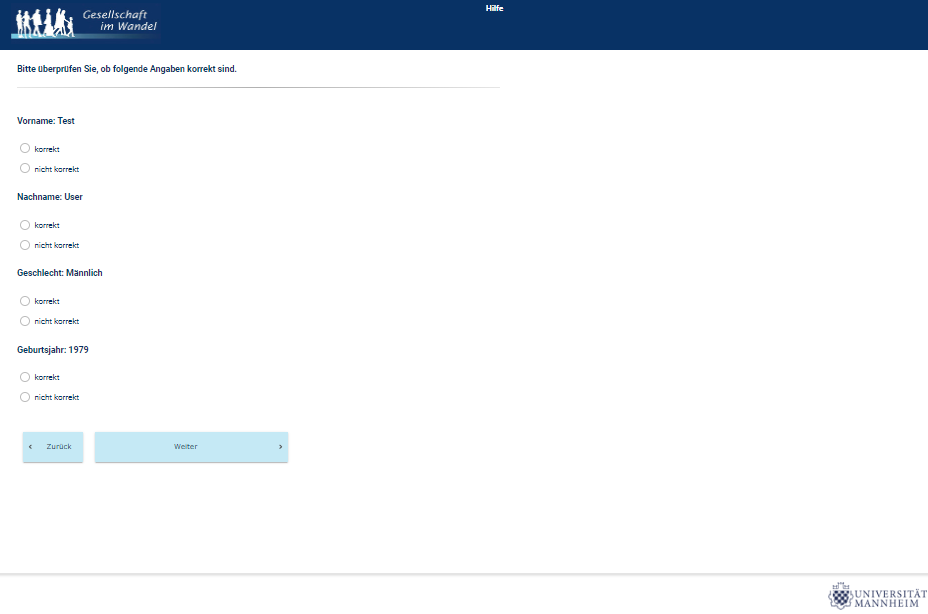 Gesellschaft
im Wandel
Hilfe
Bitte überprüfen Sie, ob folgende Angaben korrekt sind.
Vorname: Test
korrekt
nicht korrekt
Nachname: User
korrekt
nicht korrekt
Geschlecht: Männlich
korrekt
nicht korrekt
Geburtsjahr: 1979
korrekt
nicht korrekt
‹ Zurück
Weiter ›
UNIVERSITÄT
MANNHEIM